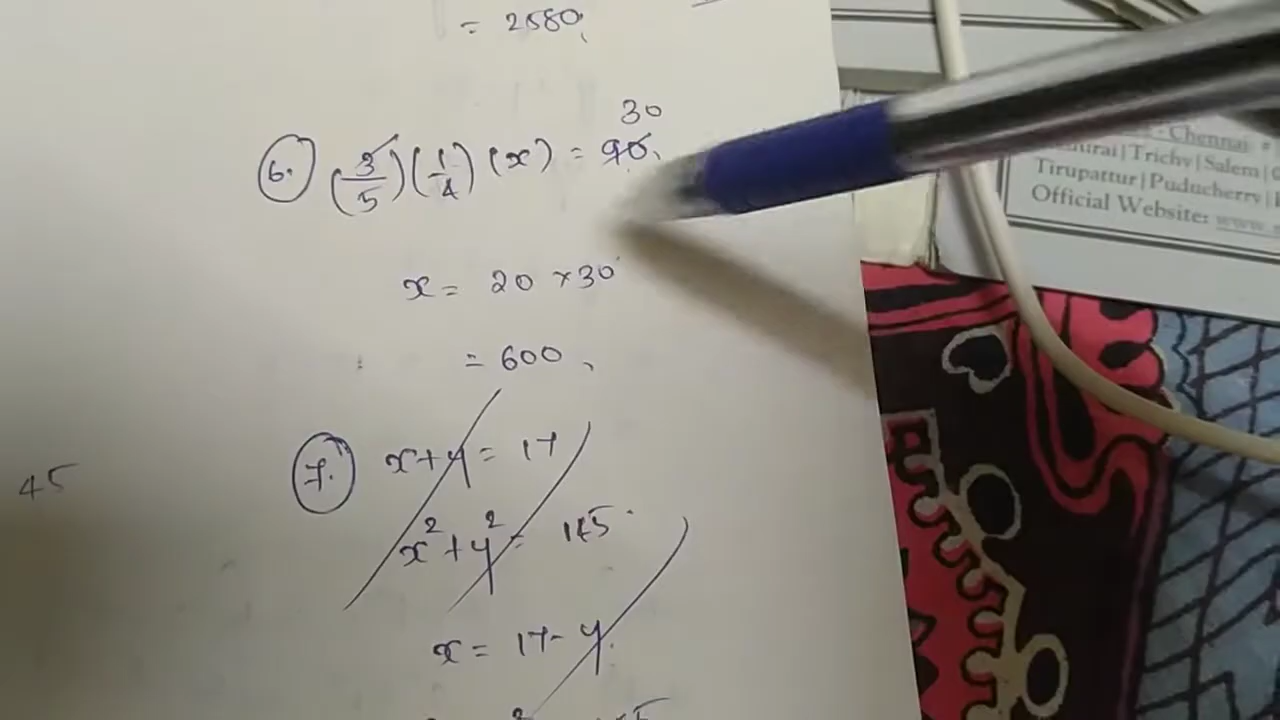 = 2580,
30
6. (3/5) (1/4) (x) = 90,
x = 20 × 30
= 600,
7. x + y = 17
x² + y² = 145.
45
x = 17 - y.
- Chennai #
Trichy | Salem |
Tirupattur | Puducherry |
Official Website: www.